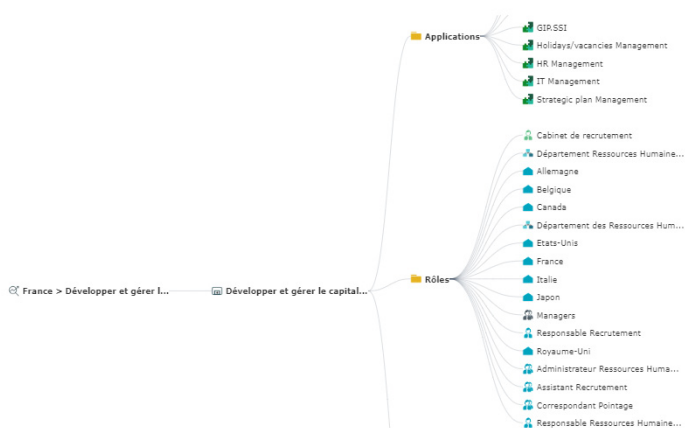 Applications
GIP.SSI
Holidays/vacancies Management
HR Management
IT Management
Strategic plan Management
Cabinet de recrutement
Département Ressources Humaine...
Allemagne
Belgique
Canada
Département des Ressources Hum...
Etats-Unis
Rôles
France
Italie
France > Développer et gérer l...
Développer et gérer le capital...
Japon
Managers
Responsable Recrutement
Royaume-Uni
Administrateur Ressources Huma...
Assistant Recrutement
Correspondant Pointage
Responsable Ressources Humaine...